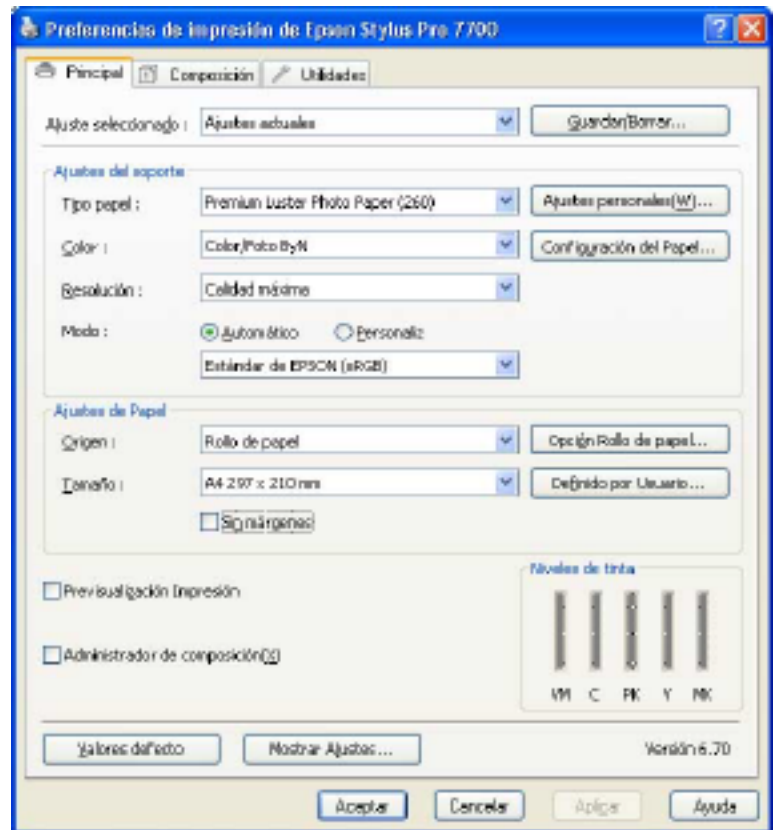 Preferencias de impresión de Epson Stylus Pro 7700
Principal Composición Utilidades
Ajuste seleccionado : Ajustes actuales Guardar/Borrar...
Ajustes del soporte
Tipo papel : Premium Luster Photo Paper (260) Ajustes personales(W)...
Color : Color/Foto ByN Configuración del Papel...
Resolución : Calidad máxima
Modo : Automático Personaliz
Estándar de EPSON (sRGB)
Ajustes de Papel
Origen : Rollo de papel Opción Rollo de papel...
Tamaño : A4 297 x 210 mm Definido por Usuario...
Sin márgenes
Previsualización Impresión
Niveles de tinta
Administrador de composición(X)
VM C PK Y MK
Valores defecto Mostrar Ajustes... Versión 6.70
Aceptar Cancelar Aplicar Ayuda